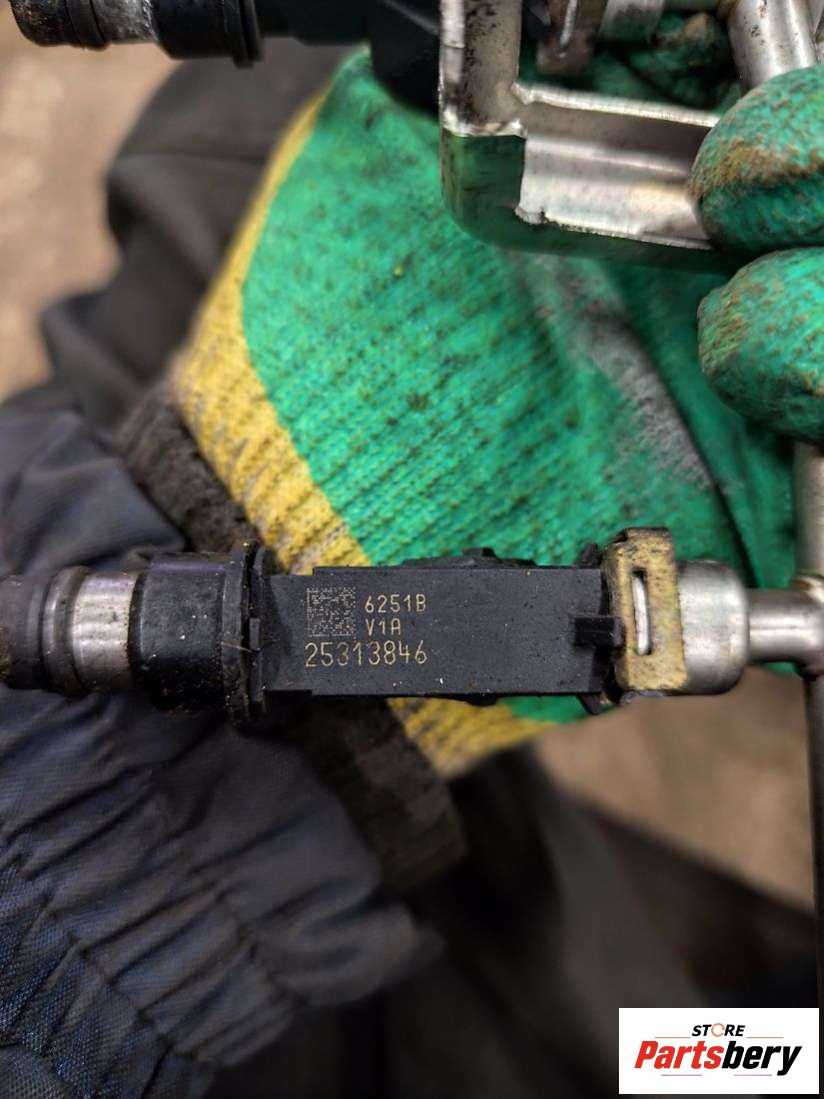 6251B
V1A
25313846
STORE
Partsbery